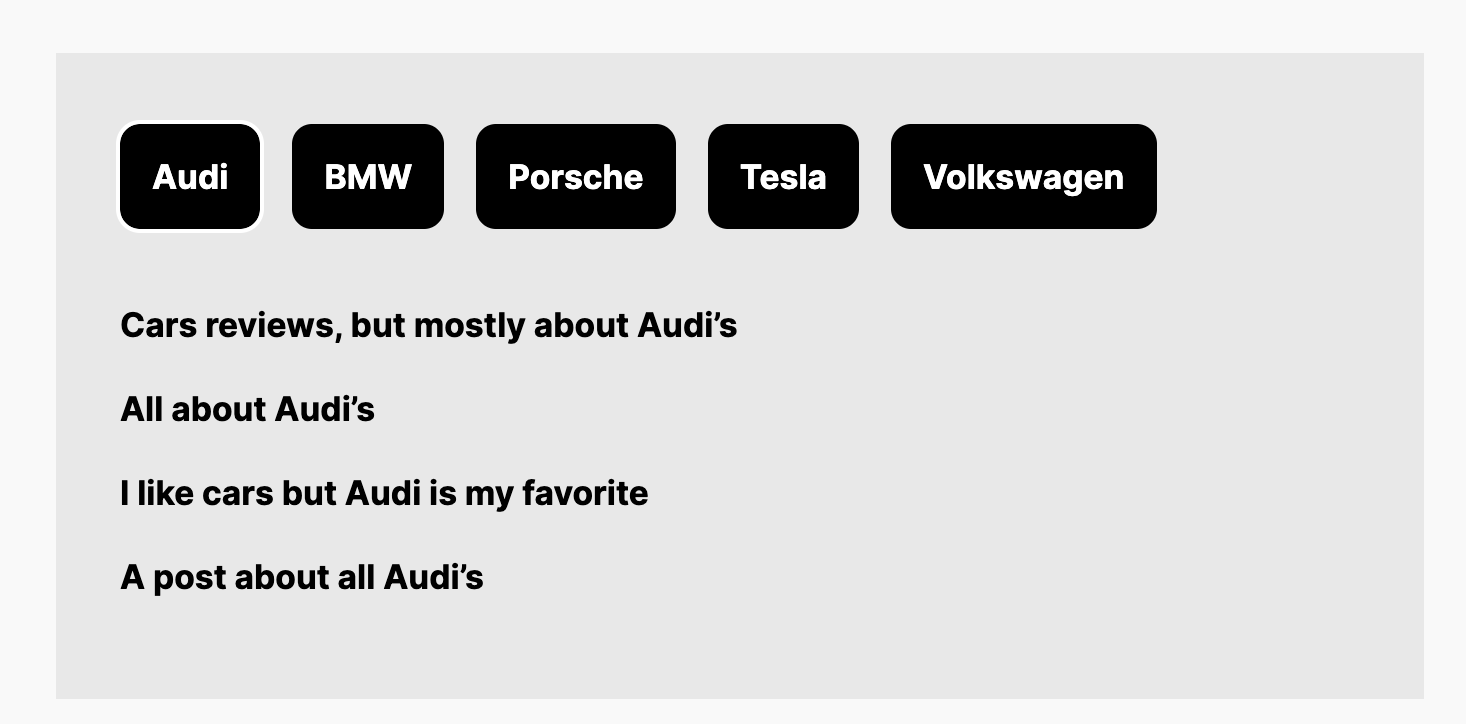 Audi BMW Porsche Tesla Volkswagen
Cars reviews, but mostly about Audi’s
All about Audi’s
I like cars but Audi is my favorite
A post about all Audi’s